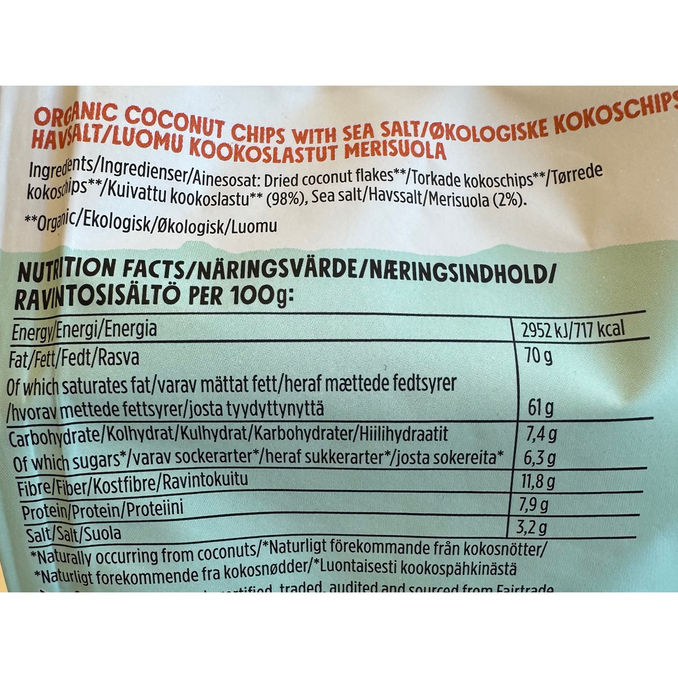 ORGANIC COCONUT CHIPS WITH SEA SALT/ØKOLOGISKE KOKOSCHIPS
HAVSALT/LUOMU KOOKOSLASTUT MERISUOLA
Ingredients/Ingredienser/Ainesosat: Dried coconut flakes**/Torkade kokoschips**/Tørrede
kokoschips**/Kuivattu kookoslastu** (98%), Sea salt/Havssalt/Merisuola (2%).
**Organic/Ekologisk/Økologisk/Luomu
NUTRITION FACTS/NÄRINGSVÄRDE/NÆRINGSINDHOLD/
RAVINTOSISÄLTÖ PER 100g:
Energy/Energi/Energia 2952 kJ/717 kcal
Fat/Fett/Fedt/Rasva 70 g
Of which saturates fat/varav mättat fett/heraf mættede fedtsyrer
/hvorav mettede fettsyrer/josta tyydyttynyttä 61 g
Carbohydrate/Kolhydrat/Kulhydrat/Karbohydrater/Hiilihydraatit 7,4 g
Of which sugars*/varav sockerarter*/heraf sukkerarter*/josta sokereita* 6,3 g
Fibre/Fiber/Kostfibre/Ravintokuitu 11,8 g
Protein/Protein/Proteiini 7,9 g
Salt/Salt/Suola 3,2 g
*Naturally occurring from coconuts/*Naturligt förekommande från kokosnötter/
*Naturligt forekommende fra kokosnødder/*Luontaisesti kookospähkinästä
certified, traded, audited and sourced from Fairtrade